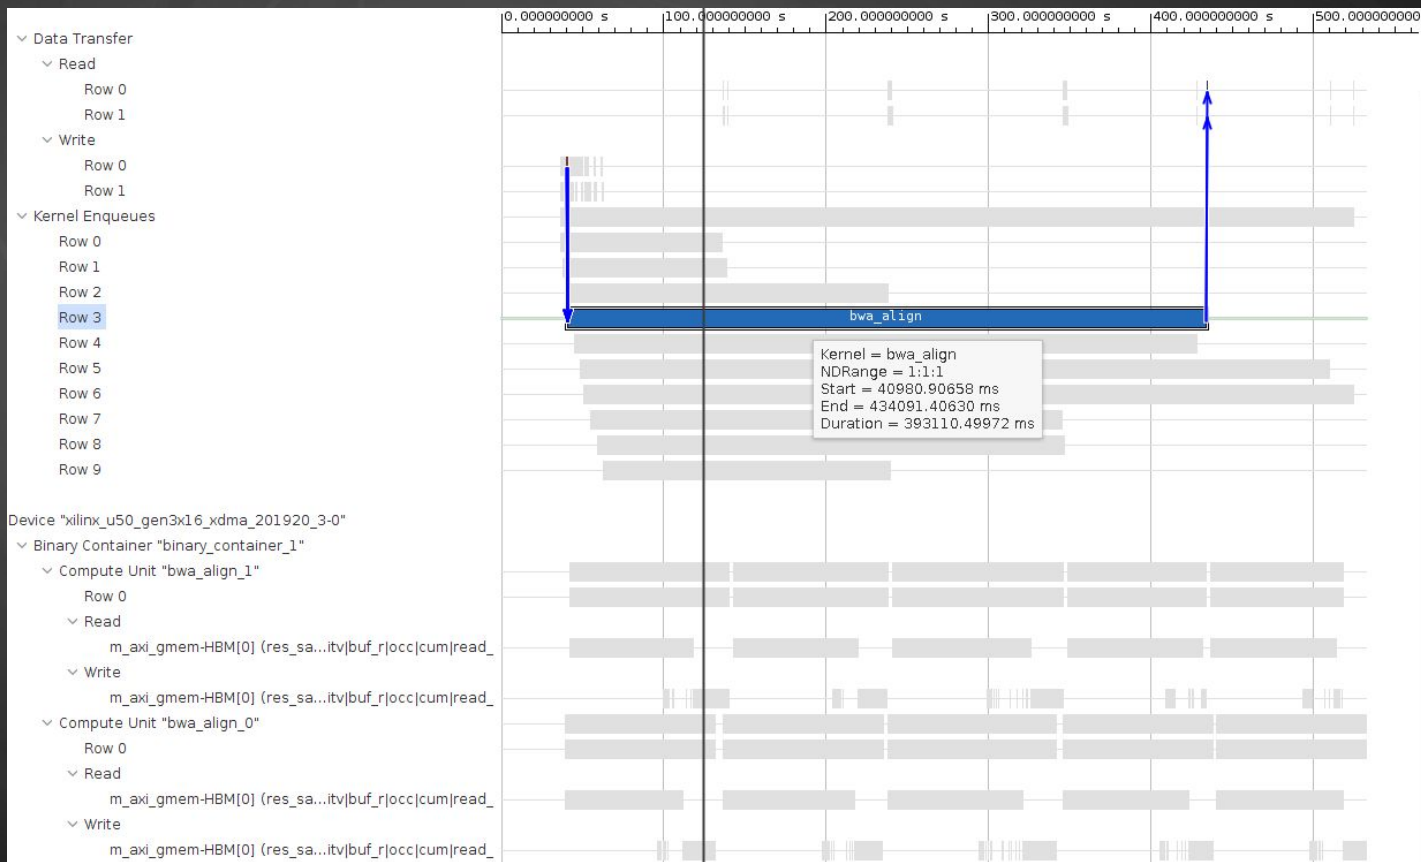 0.000000000 s 100.000000000 s 200.000000000 s 300.000000000 s 400.000000000 s 500.000000000
Data Transfer
Read
Row 0
Row 1
Write
Row 0
Row 1
Kernel Enqueues
Row 0
Row 1
Row 2
Row 3 bwa_align
Row 4
Row 5
Row 6
Row 7
Row 8
Row 9
Kernel = bwa_align
NDRange = 1:1:1
Start = 40980.90658 ms
End = 434091.40630 ms
Duration = 393110.49972 ms
Device "xilinx_u50_gen3x16_xdma_201920_3-0"
Binary Container "binary_container_1"
Compute Unit "bwa_align_1"
Row 0
Read
m_axi_gmem-HBM[0] (res_sa...itv|buf_r|occ|cum|read_
Write
m_axi_gmem-HBM[0] (res_sa...itv|buf_r|occ|cum|read_
Compute Unit "bwa_align_0"
Row 0
Read
m_axi_gmem-HBM[0] (res_sa...itv|buf_r|occ|cum|read_
Write
m_axi_gmem-HBM[0] (res_sa...itv|buf_r|occ|cum|read_